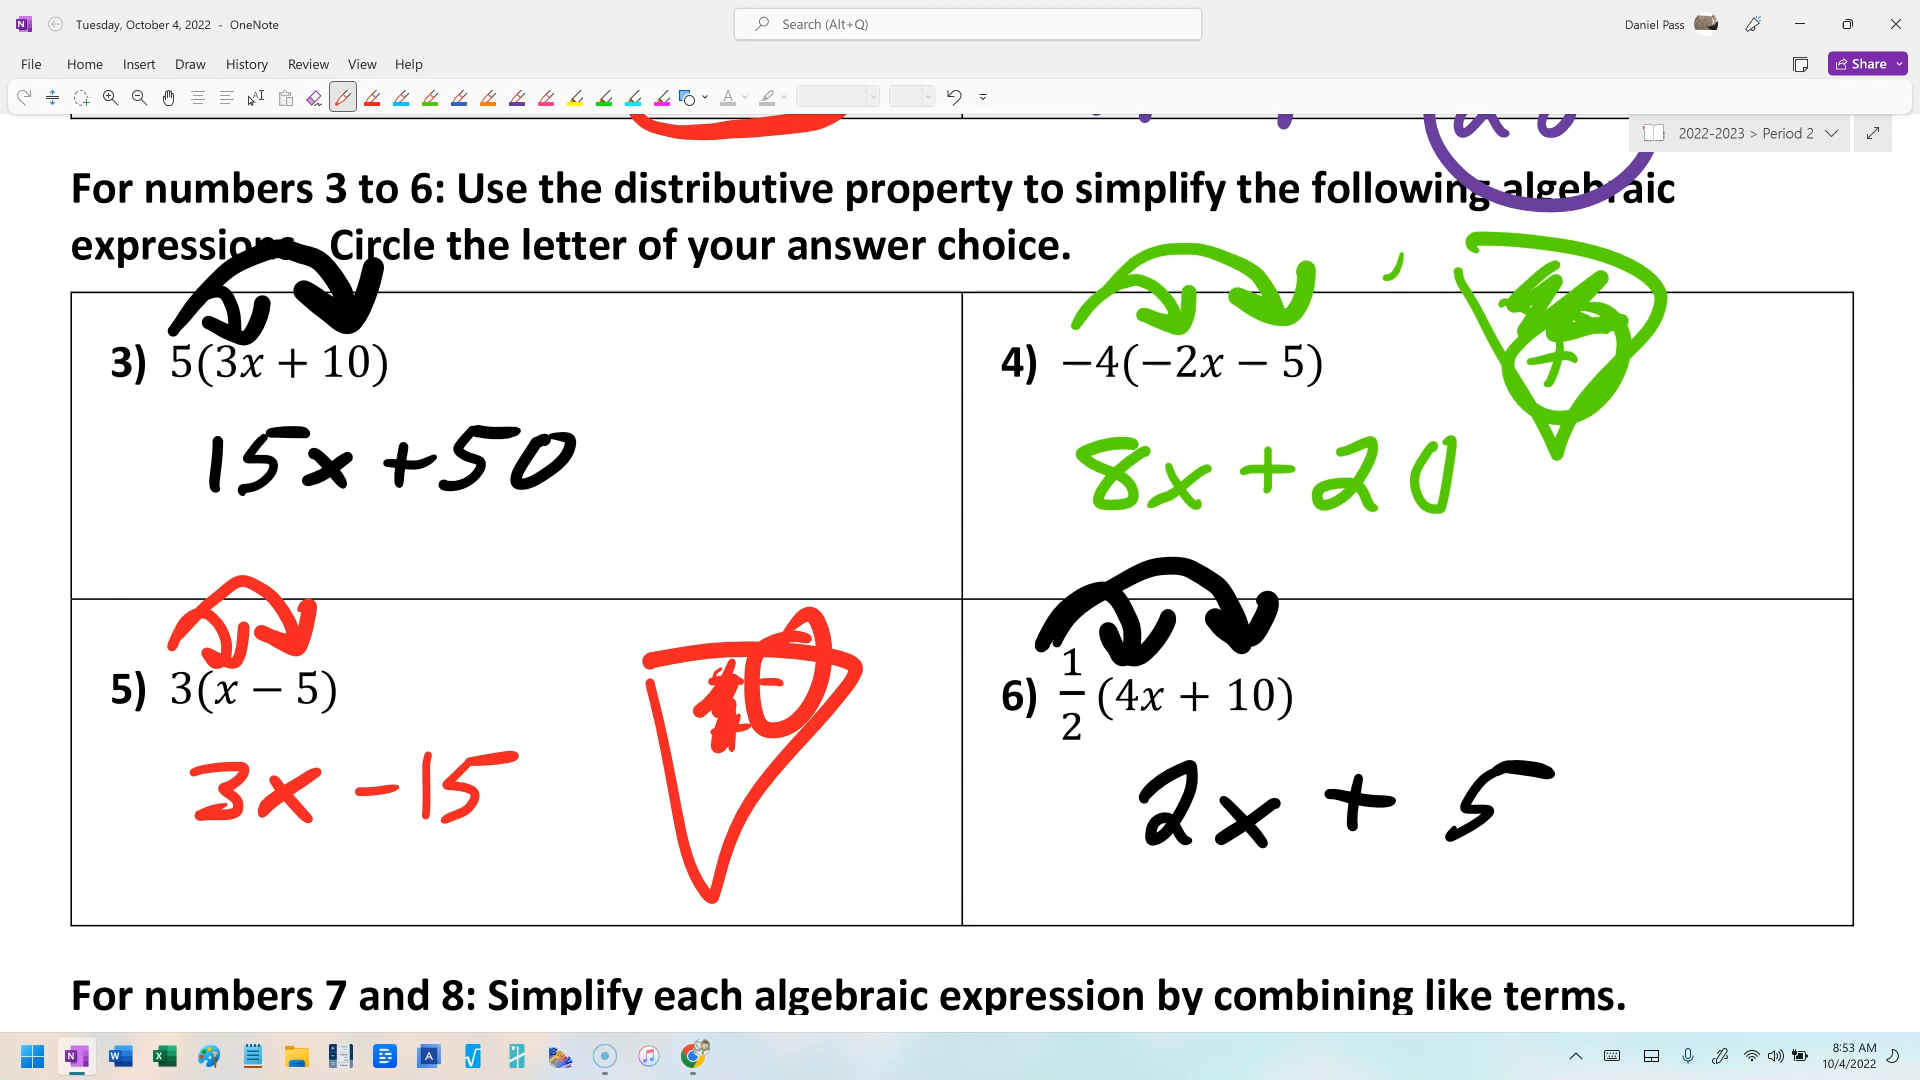 Tuesday, October 4, 2022 - OneNote
Search (Alt+Q)
Daniel Pass
File Home Insert Draw History Review View Help
Share
2022-2023 > Period 2
For numbers 3 to 6: Use the distributive property to simplify the following algebraic
expressions. Circle the letter of your answer choice.
3) 5(3x + 10)
15x + 50
4) −4(−2x − 5)
+
8x + 20
5) 3(x − 5)
−
3x − 15
6) 1/2 (4x + 10)
2x + 5
For numbers 7 and 8: Simplify each algebraic expression by combining like terms.
8:53 AM
10/4/2022